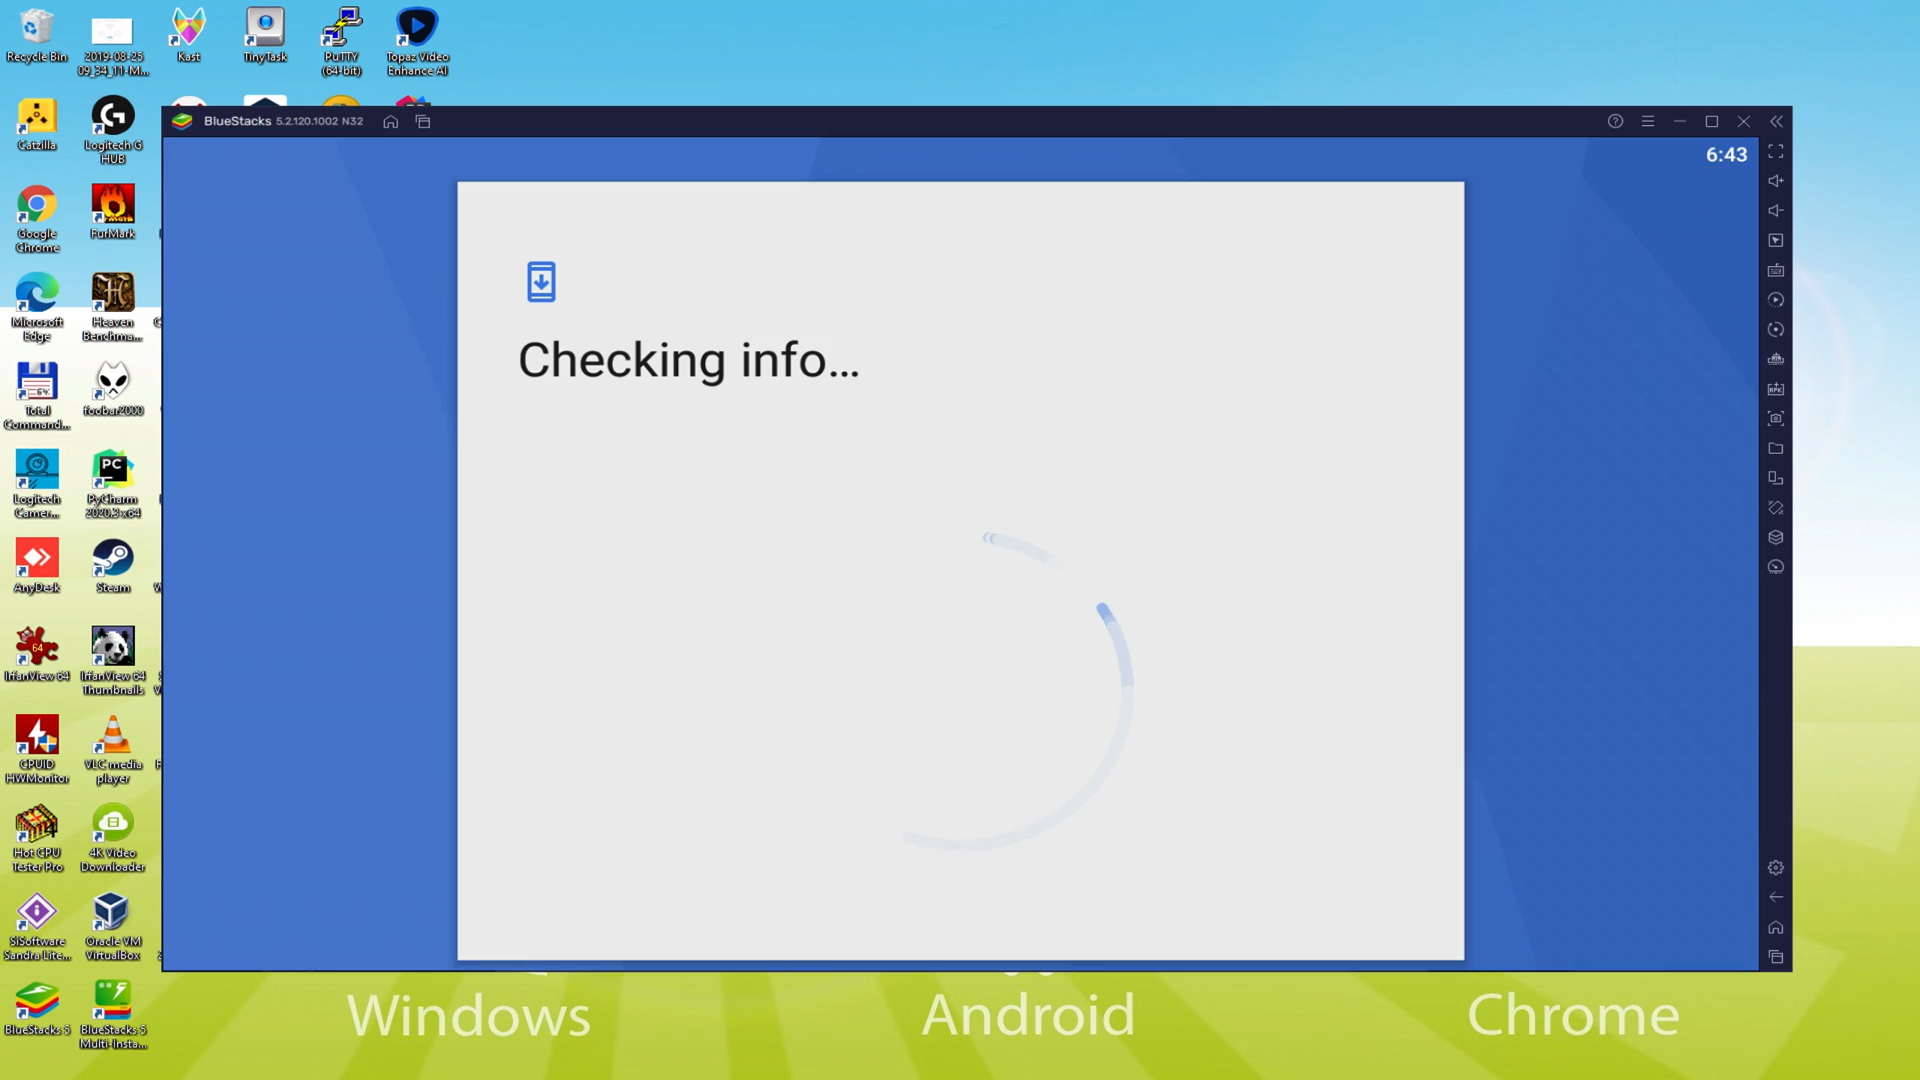 Recycle Bin
2019-08-25
09_34_11-M...
Kast
TinyTask
PuTTY
(64-bit)
Topaz Video
Enhance AI
Catzilla
Logitech G
HUB
BlueStacks 5.2.120.1002 N32
6:43
Google
Chrome
FurMark
Checking info...
Microsoft
Edge
Heaven
Benchma...
Total
Command...
foobar2000
Logitech
Camer...
PC
PyCharm
2020.3 x64
AnyDesk
Steam
64
IrfanView 64
IrfanView 64
Thumbnails
CPUID
HWMonitor
VLC media
player
Hot CPU
Tester Pro
4K Video
Downloader
SiSoftware
Sandra Lite...
Oracle VM
VirtualBox
BlueStacks 5
BlueStacks 5
Multi-Insta...
Windows
Android
Chrome